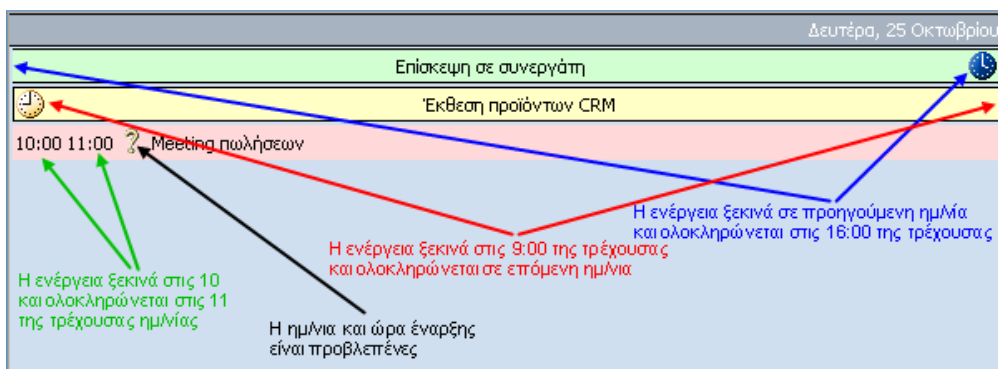 Δευτέρα, 25 Οκτωβρίου
Επίσκεψη σε συνεργάτη
Έκθεση προϊόντων CRM
10:00 11:00 Meeting πωλήσεων
Η ενέργεια ξεκινά σε προηγούμενη ημ/νία
και ολοκληρώνεται στις 16:00 της τρέχουσας
Η ενέργεια ξεκινά στις 9:00 της τρέχουσας
και ολοκληρώνεται σε επόμενη ημ/νια
Η ενέργεια ξεκινά στις 10
και ολοκληρώνεται στις 11
της τρέχουσας ημ/νίας
Η ημ/νια και ώρα έναρξης
είναι προβλεπένες